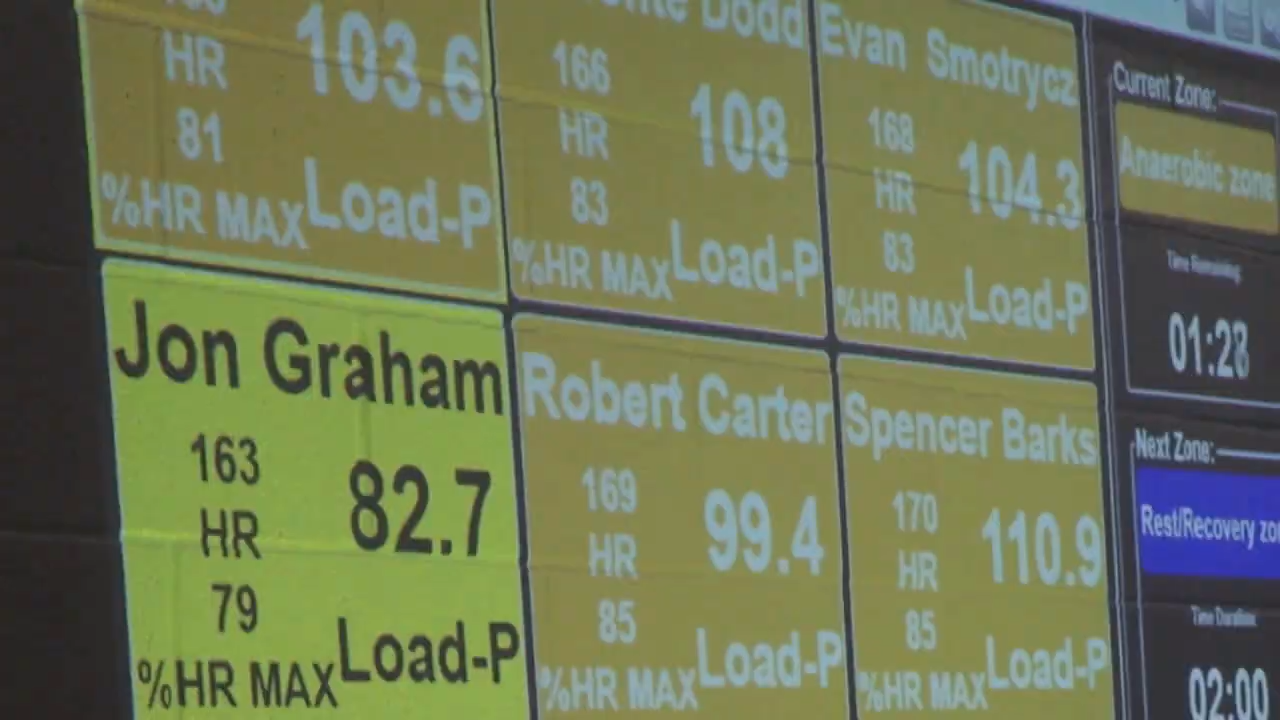 HR
103.6
81
%HR MAX
Load-P
Dodd
166
HR
108
83
%HR MAX
Load-P
Evan Smotrycz
168
HR
104.3
83
%HR MAX
Load-P
Current Zone:
Anaerobic zone
Time Remaining:
01:28
Jon Graham
163
HR
82.7
79
%HR MAX
Load-P
Robert Carter
169
HR
99.4
85
%HR MAX
Load-P
Spencer Barks
170
HR
110.9
85
%HR MAX
Load-P
Next Zone:
Rest/Recovery
Time Duration:
02:00